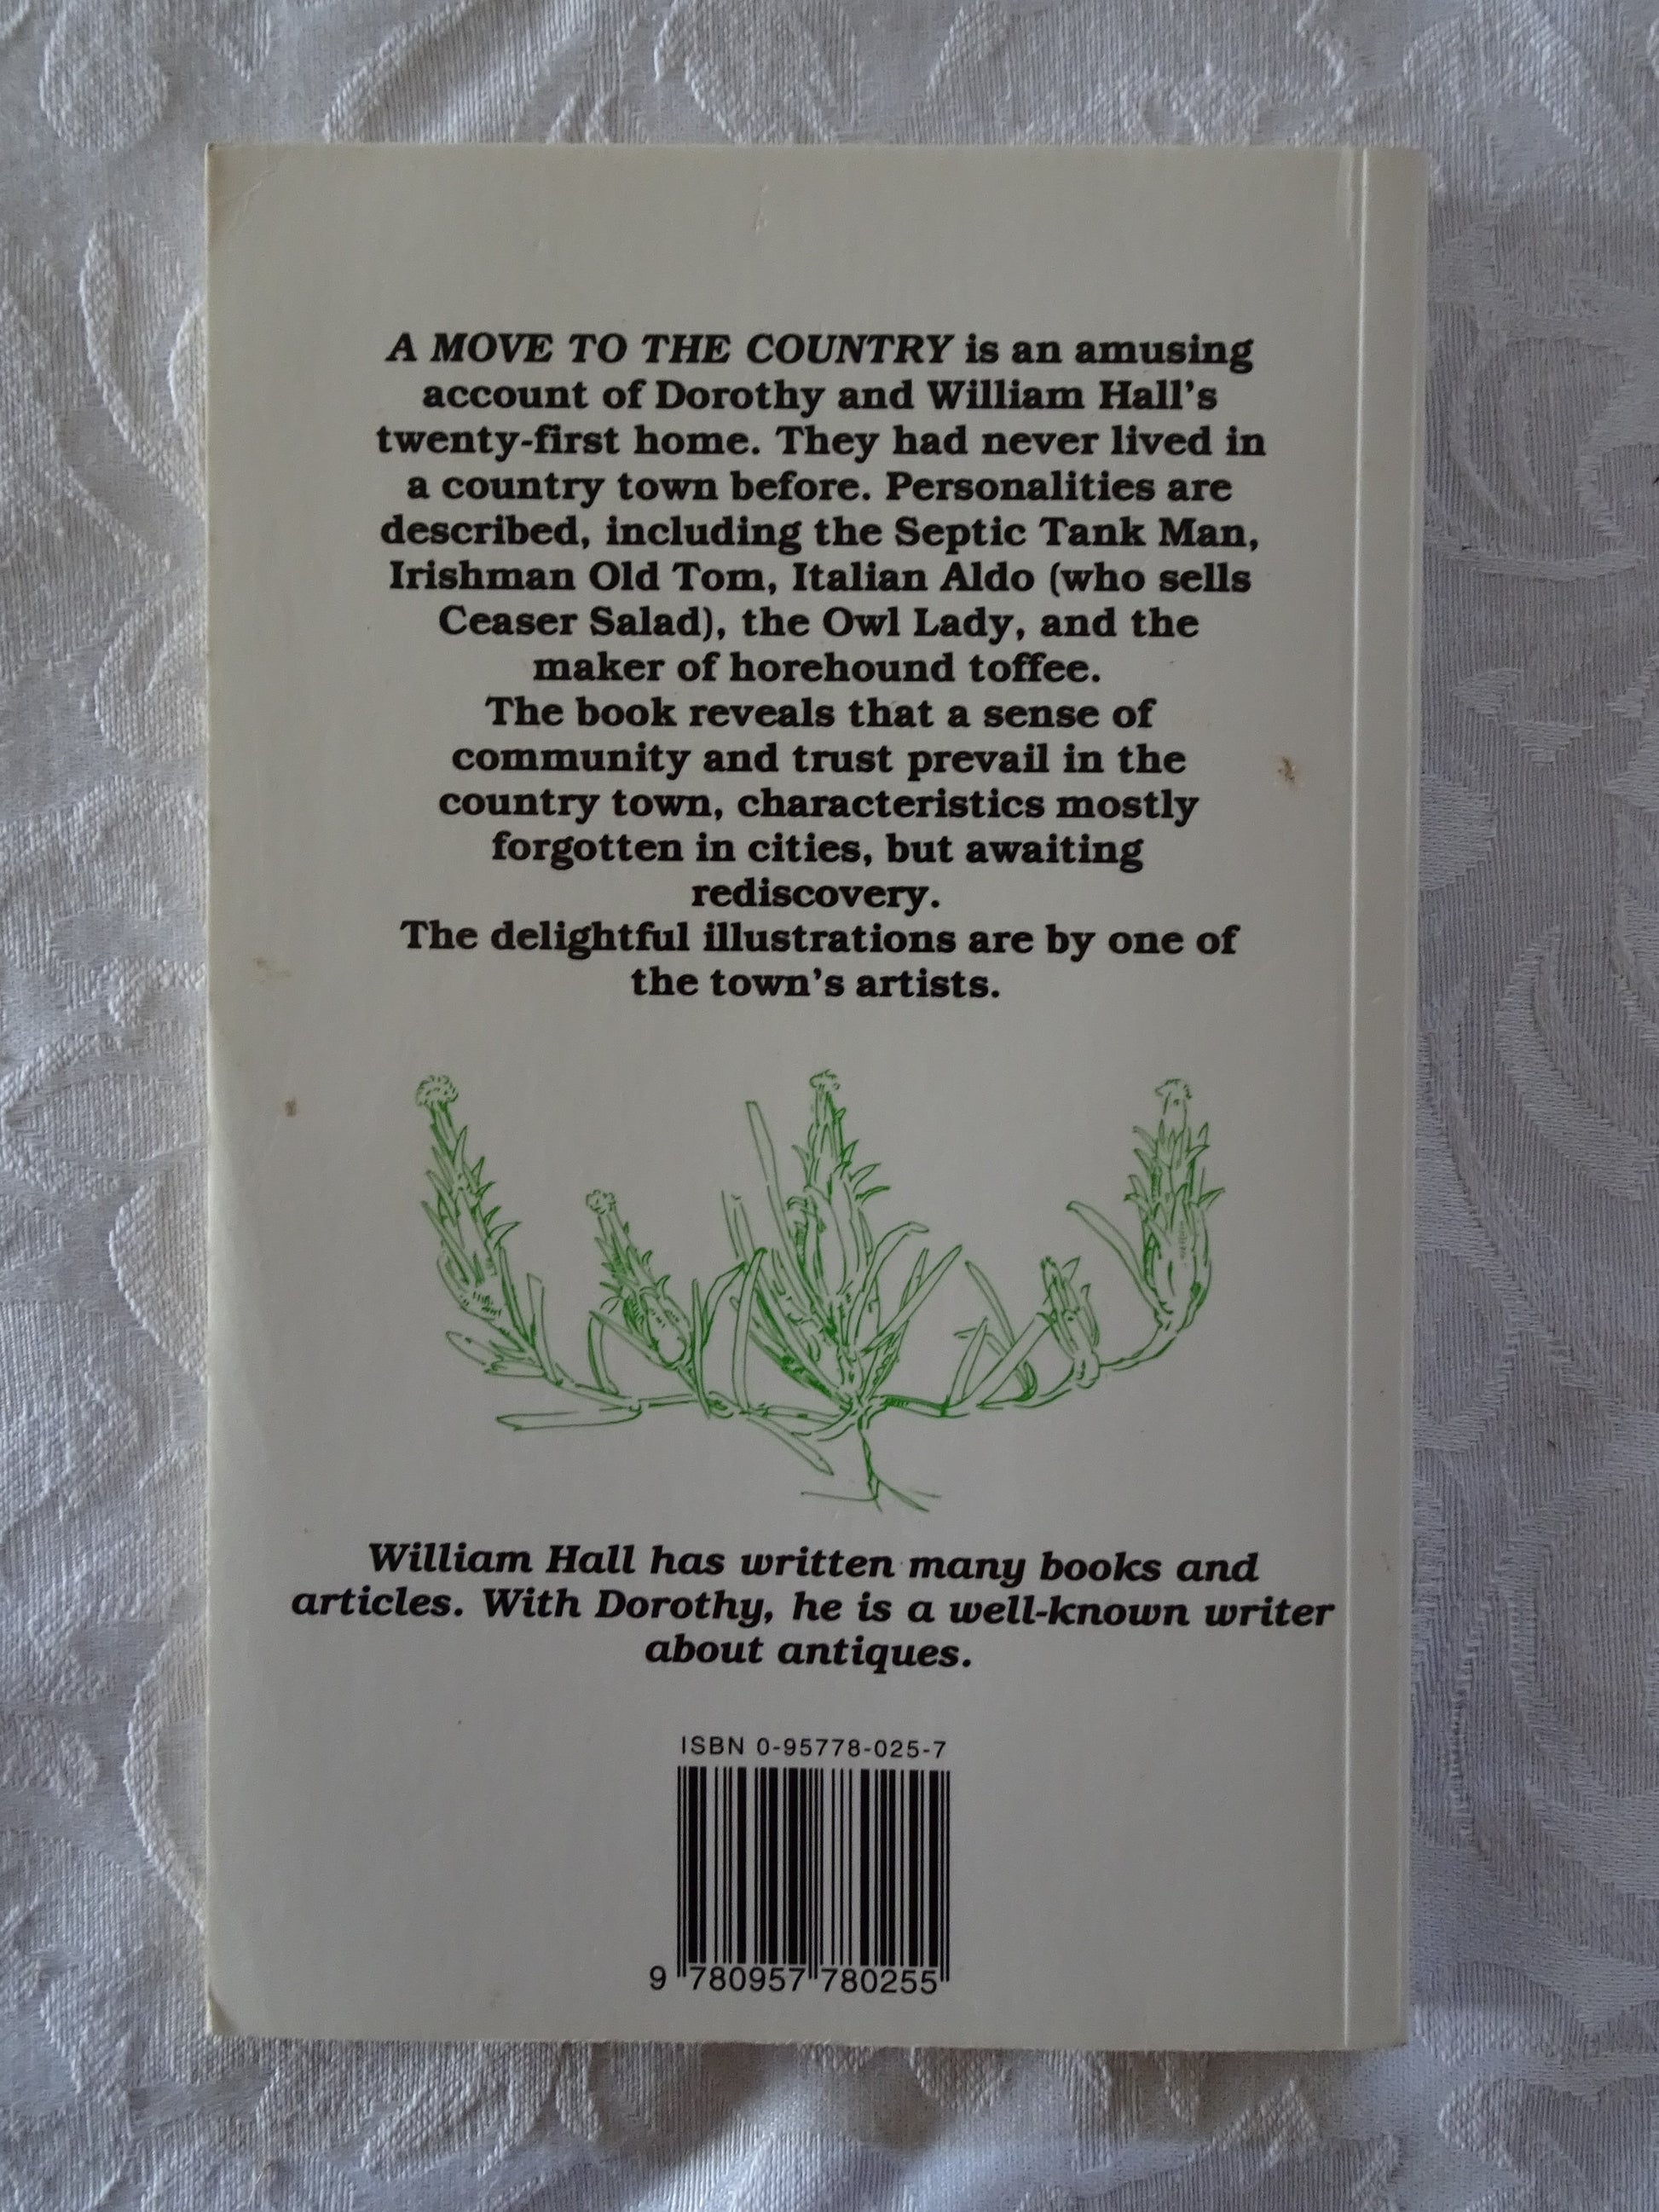 A MOVE TO THE COUNTRY is an amusing
account of Dorothy and William Hall's
twenty-first home. They had never lived in
a country town before. Personalities are
described, including the Septic Tank Man,
Irishman Old Tom, Italian Aldo (who sells
Ceaser Salad), the Owl Lady, and the
maker of horehound toffee.
The book reveals that a sense of
community and trust prevail in the
country town, characteristics mostly
forgotten in cities, but awaiting
rediscovery.
The delightful illustrations are by one of
the town's artists.
William Hall has written many books and
articles. With Dorothy, he is a well-known writer
about antiques.
ISBN 0-95778-025-7
9 780957 780255